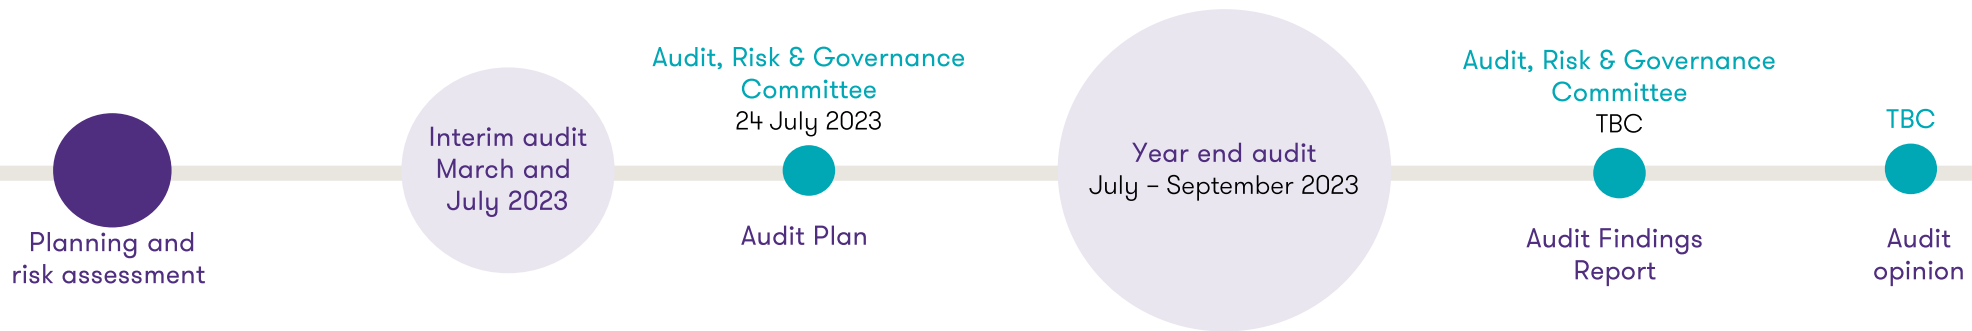 Planning and
risk assessment
Interim audit
March and
July 2023
Audit, Risk & Governance
Committee
24 July 2023
Audit Plan
Year end audit
July – September 2023
Audit, Risk & Governance
Committee
TBC
Audit Findings
Report
TBC
Audit
opinion